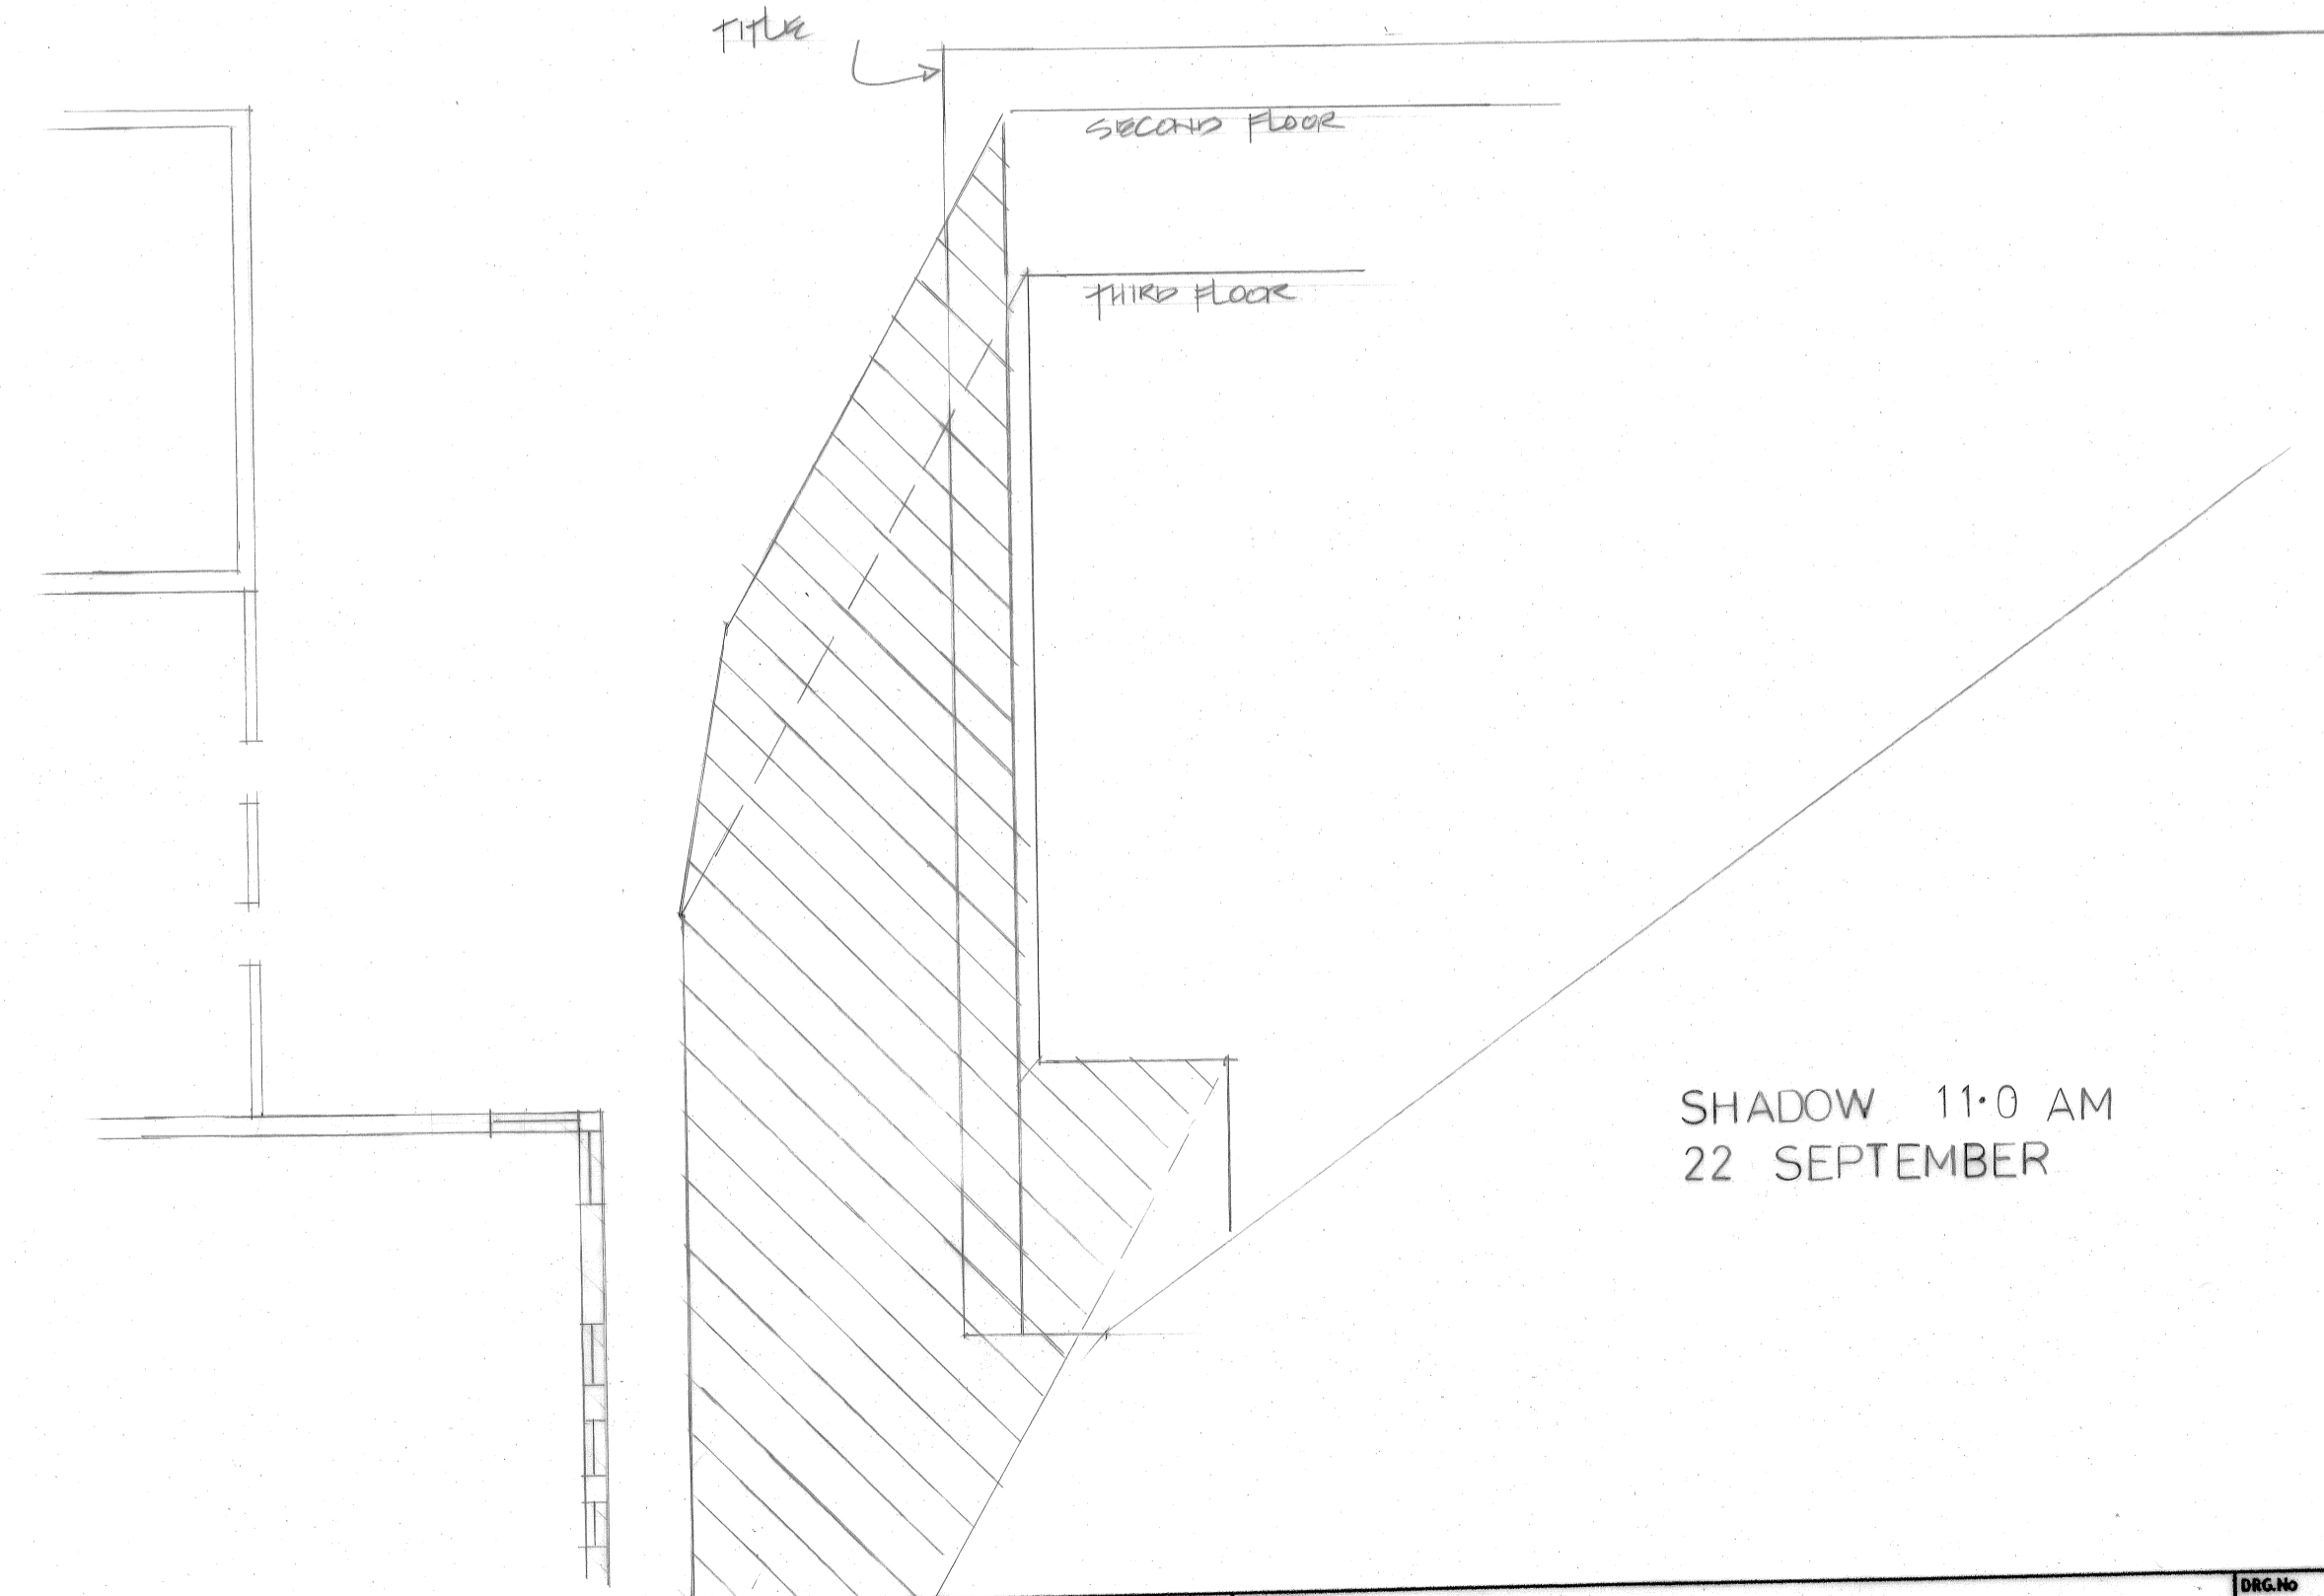 TITLE
SECOND FLOOR
THIRD FLOOR
SHADOW 11·0 AM
22 SEPTEMBER
DRG.No